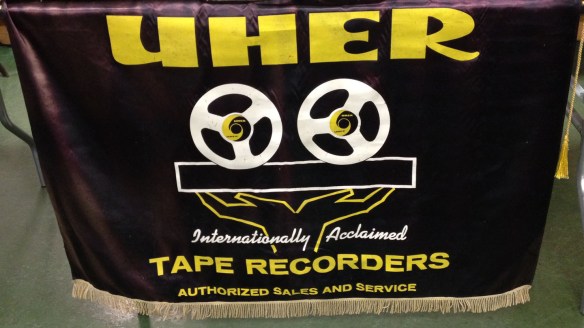 UHER
Internationally Acclaimed
TAPE RECORDERS
AUTHORIZED SALES AND SERVICE